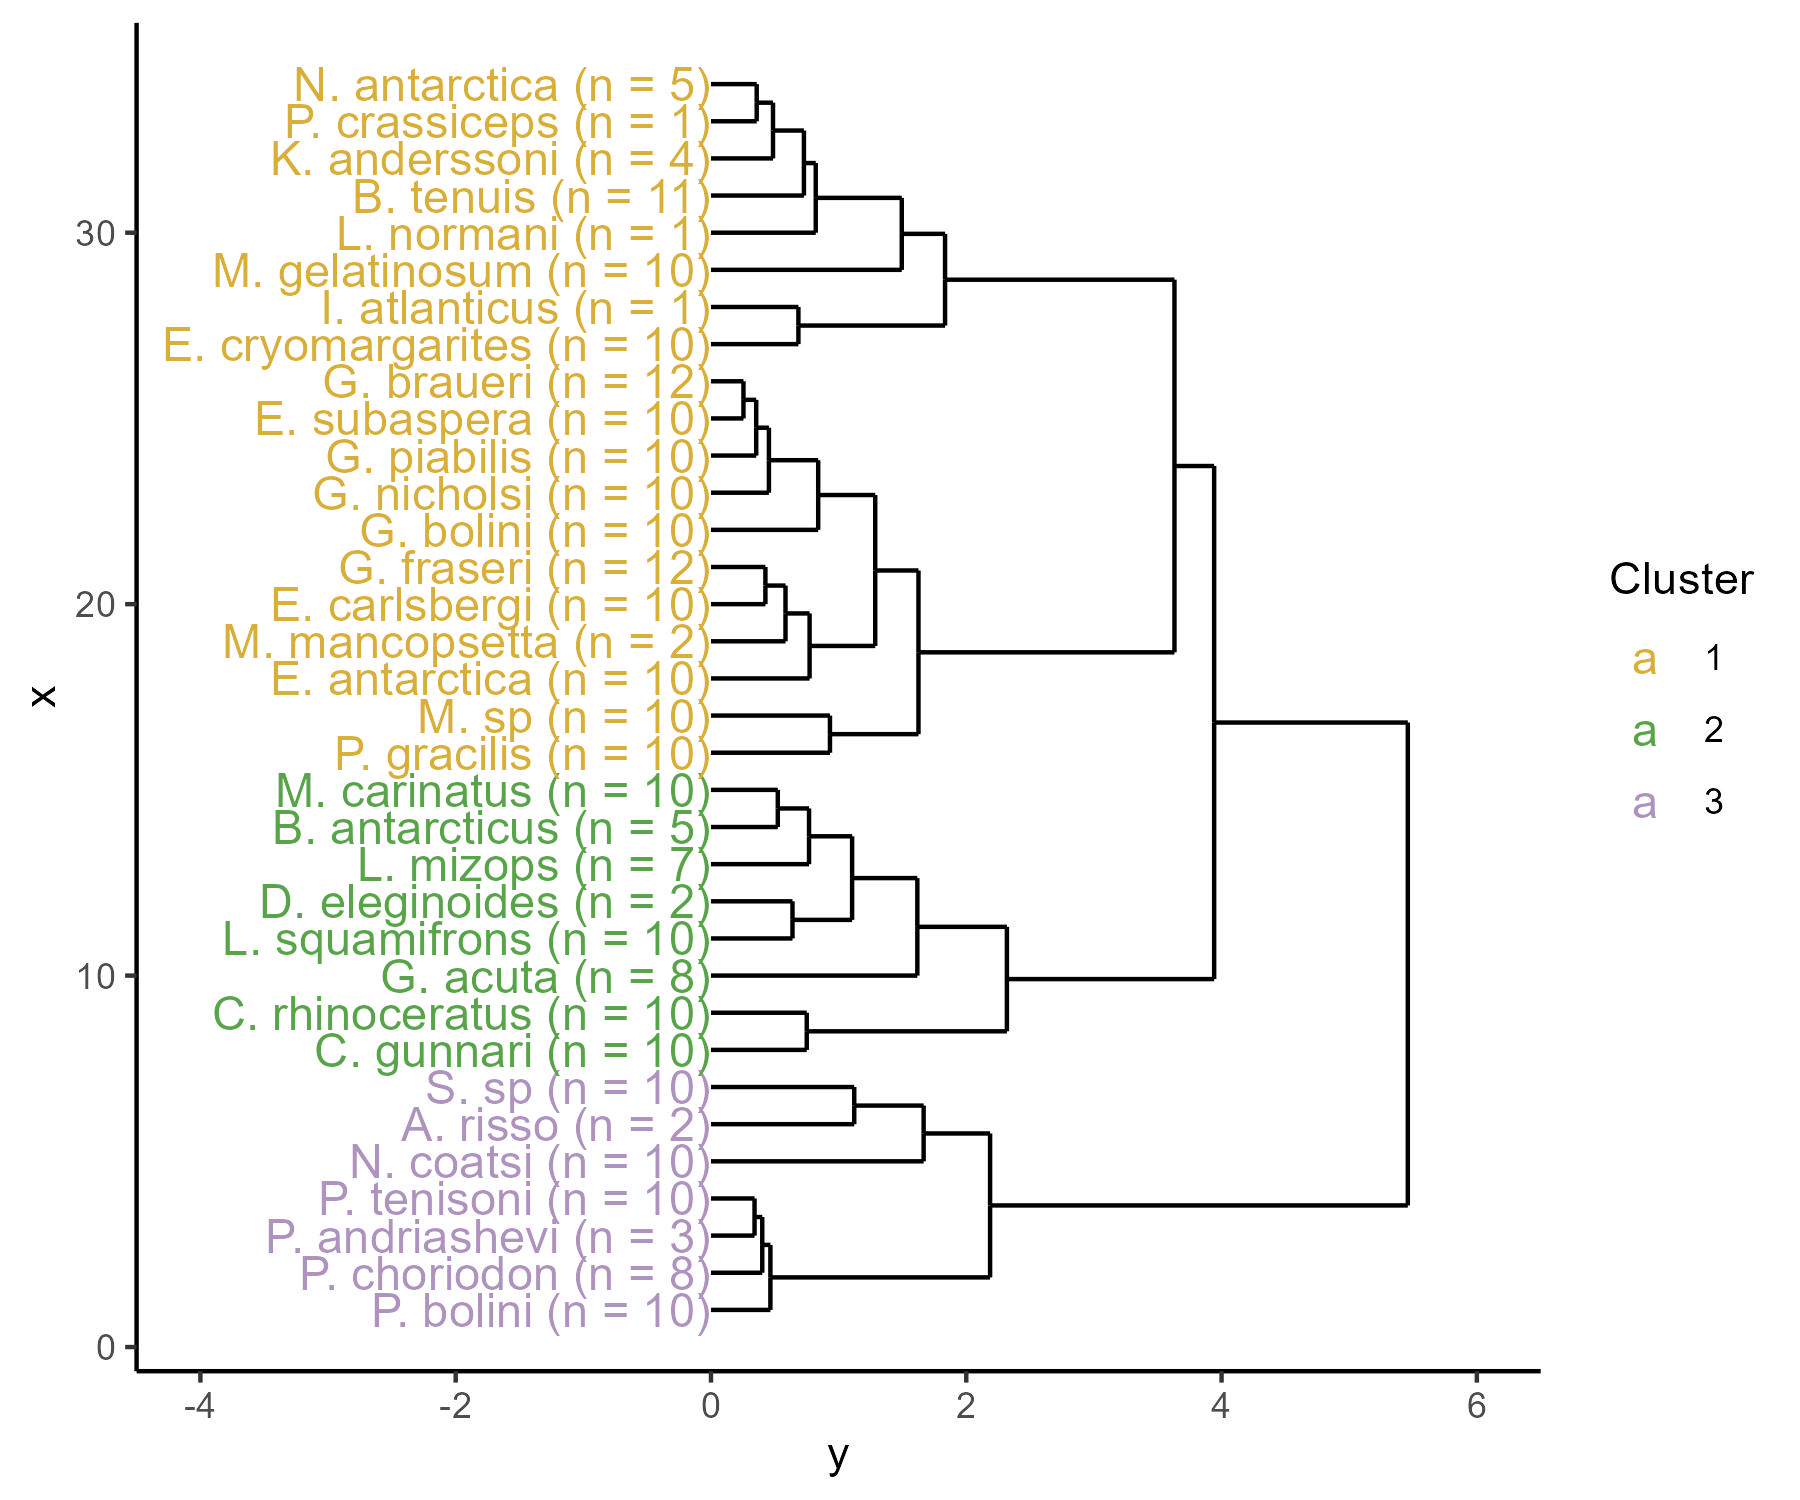 N. antarctica (n = 5)
P. crassiceps (n = 1)
K. anderssoni (n = 4)
B. tenuis (n = 11)
L. normani (n = 1)
M. gelatinosum (n = 10)
I. atlanticus (n = 1)
E. cryomargarites (n = 10)
G. braueri (n = 12)
E. subaspera (n = 10)
G. piabilis (n = 10)
G. nicholsi (n = 10)
G. bolini (n = 10)
G. fraseri (n = 12)
E. carlsbergi (n = 10)
M. mancopsetta (n = 2)
E. antarctica (n = 10)
M. sp (n = 10)
P. gracilis (n = 10)
M. carinatus (n = 10)
B. antarcticus (n = 5)
L. mizops (n = 7)
D. eleginoides (n = 2)
L. squamifrons (n = 10)
G. acuta (n = 8)
C. rhinoceratus (n = 10)
C. gunnari (n = 10)
S. sp (n = 10)
A. risso (n = 2)
N. coatsi (n = 10)
P. tenisoni (n = 10)
P. andriashevi (n = 3)
P. choriodon (n = 8)
P. bolini (n = 10)
30
20
10
0
x
-4 -2 0 2 4 6
y
Cluster
a 1
a 2
a 3